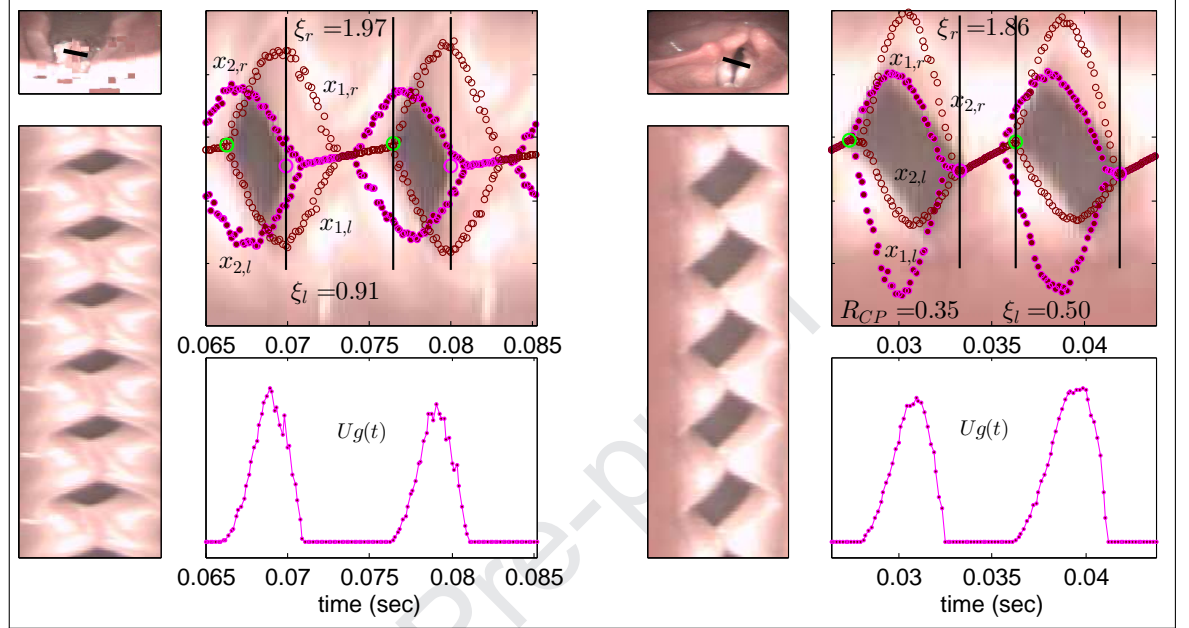 ξr =1.97
x2,r
x1,r
x1,l
x2,l
ξl =0.91
0.065 0.07 0.075 0.08 0.085
Ug(t)
0.065 0.07 0.075 0.08 0.085
time (sec)
ξr =1.86
x1,r
x2,r
x2,l
x1,l
RCP =0.35 ξl =0.50
0.03 0.035 0.04
Ug(t)
0.03 0.035 0.04
time (sec)